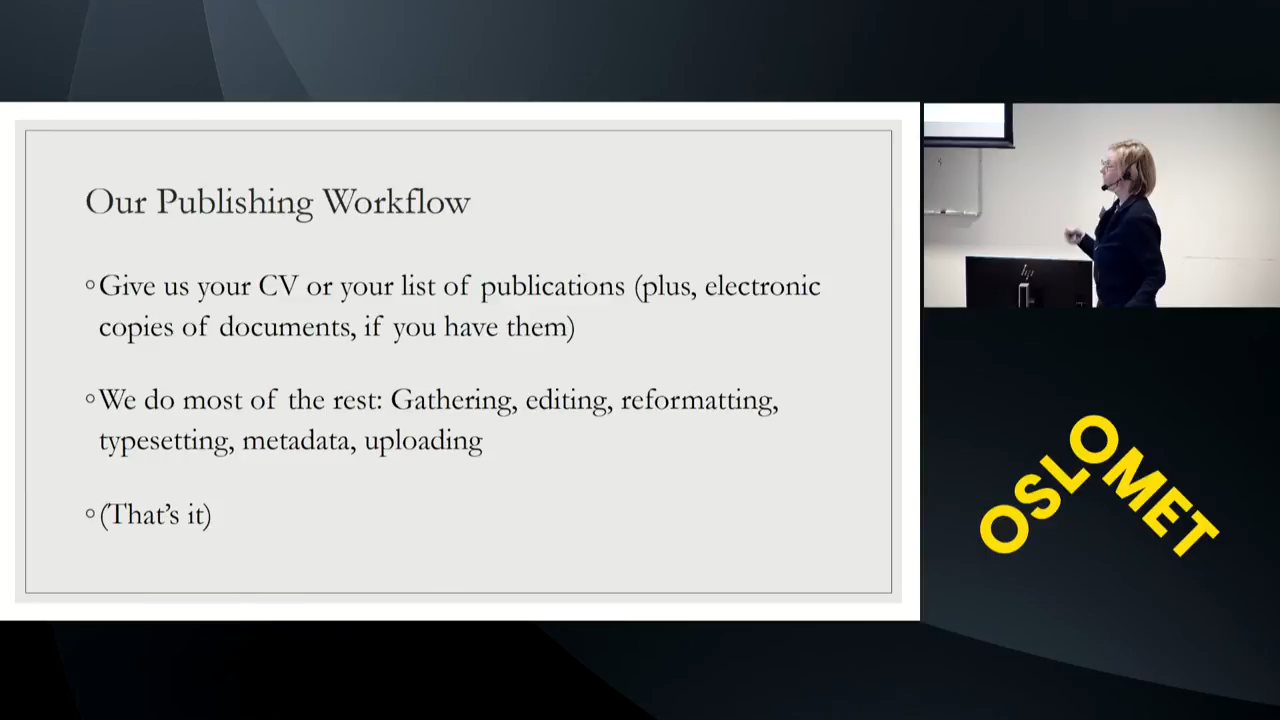 Our Publishing Workflow
◦Give us your CV or your list of publications (plus, electronic
copies of documents, if you have them)
◦We do most of the rest: Gathering, editing, reformatting,
typesetting, metadata, uploading
◦(That's it)
hp
OSLOMET